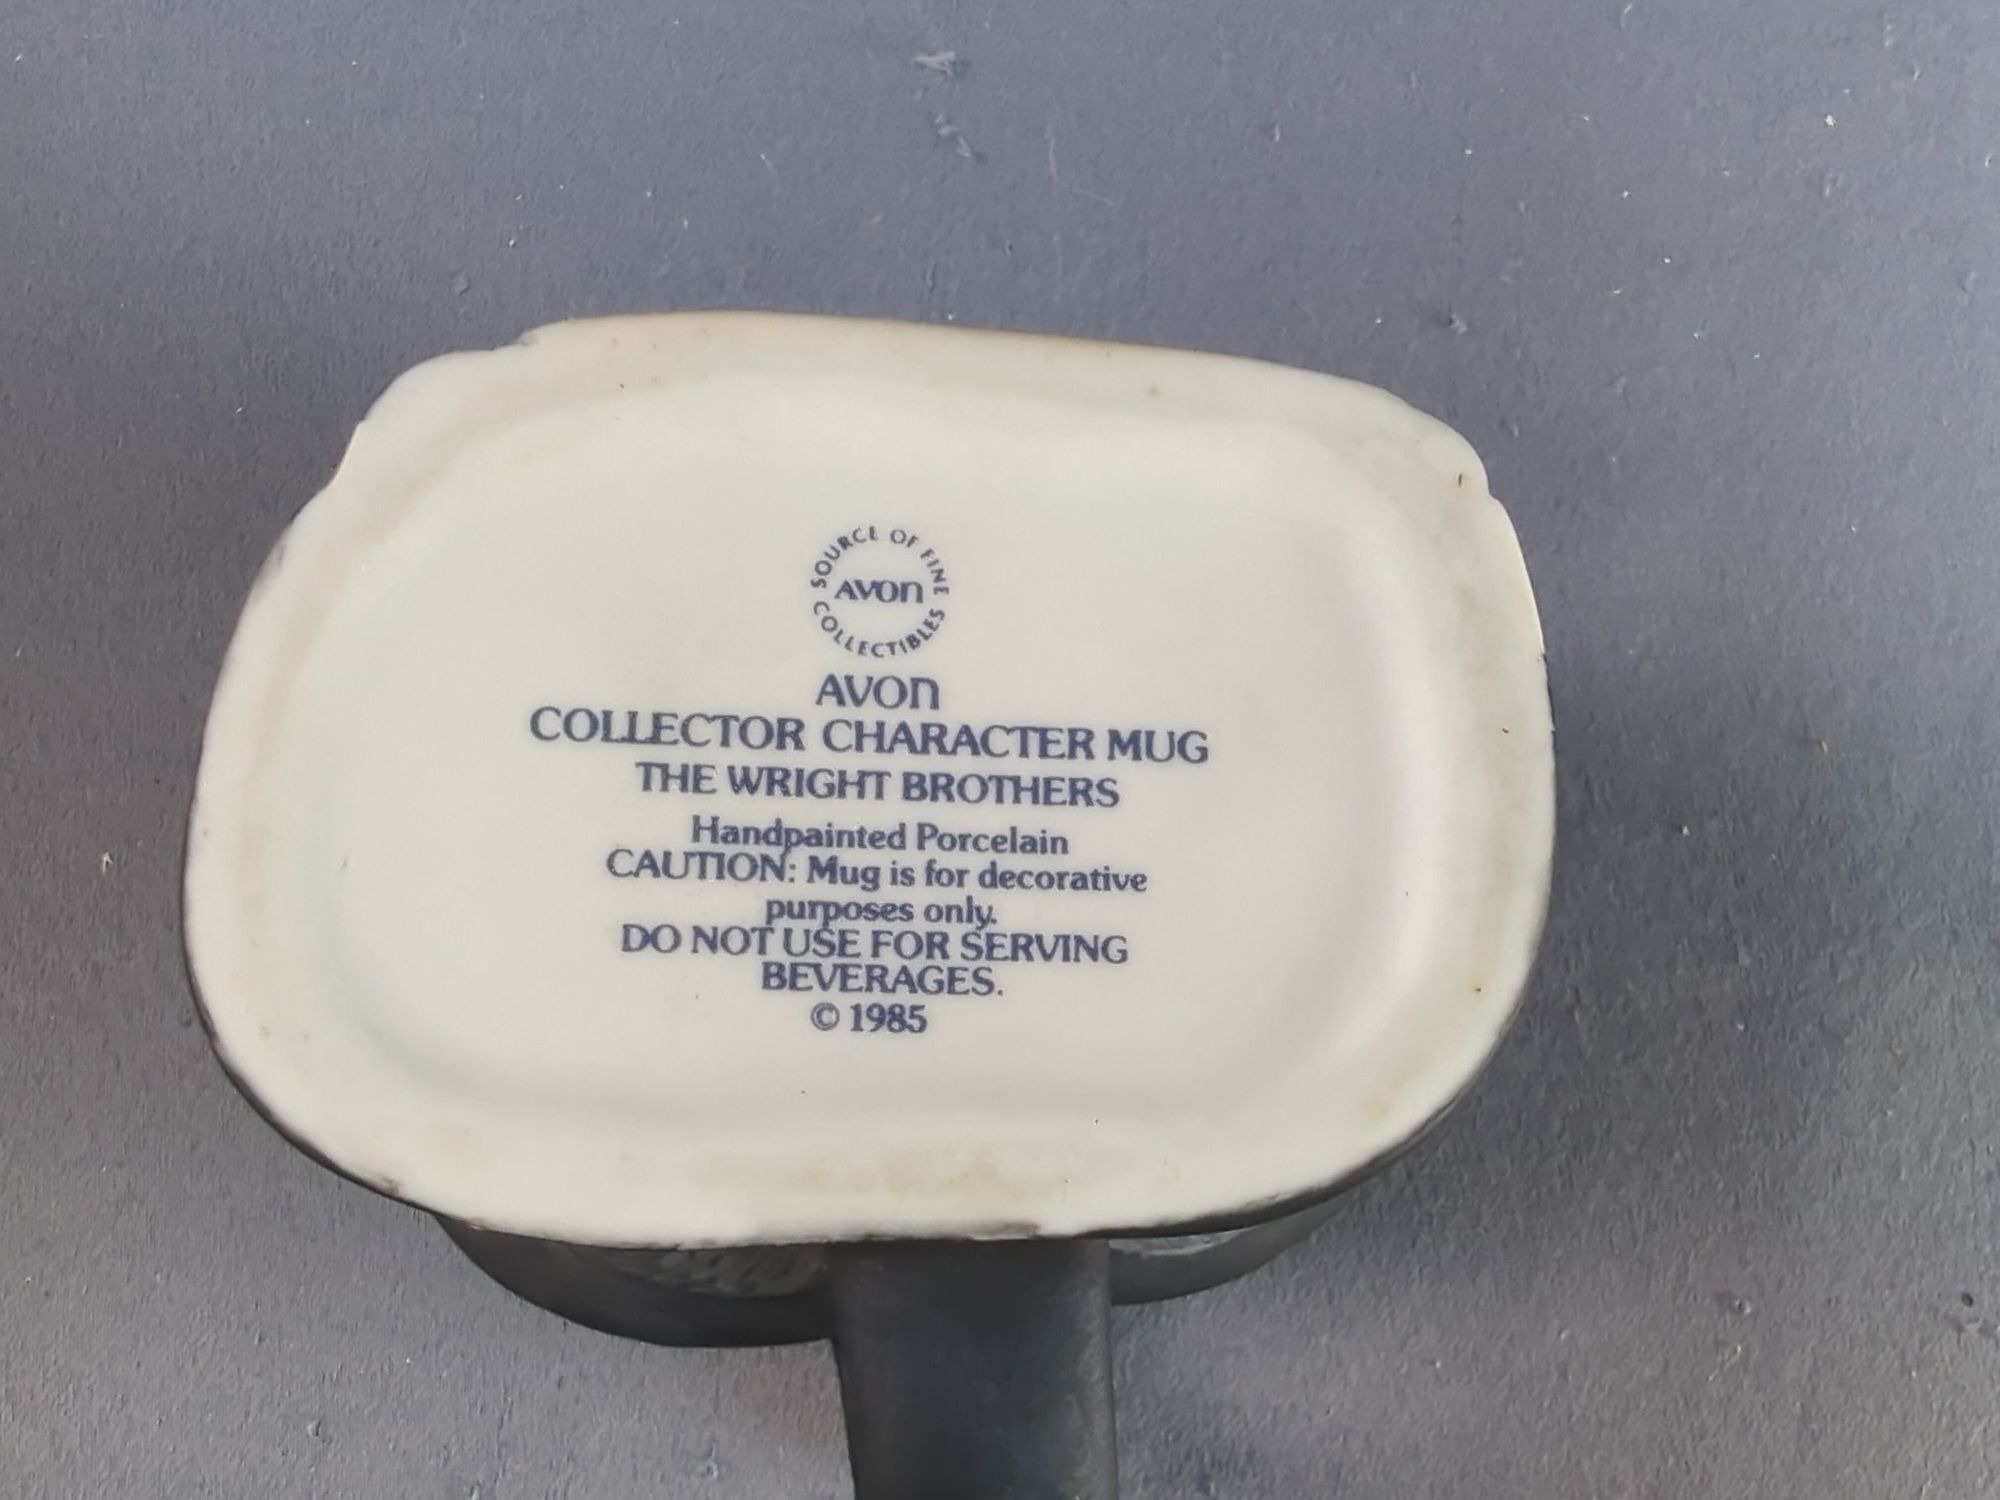 SOURCE OF FINE
AVON
COLLECTIBLES
AVON
COLLECTOR CHARACTER MUG
THE WRIGHT BROTHERS
Handpainted Porcelain
CAUTION: Mug is for decorative
purposes only.
DO NOT USE FOR SERVING
BEVERAGES.
© 1985